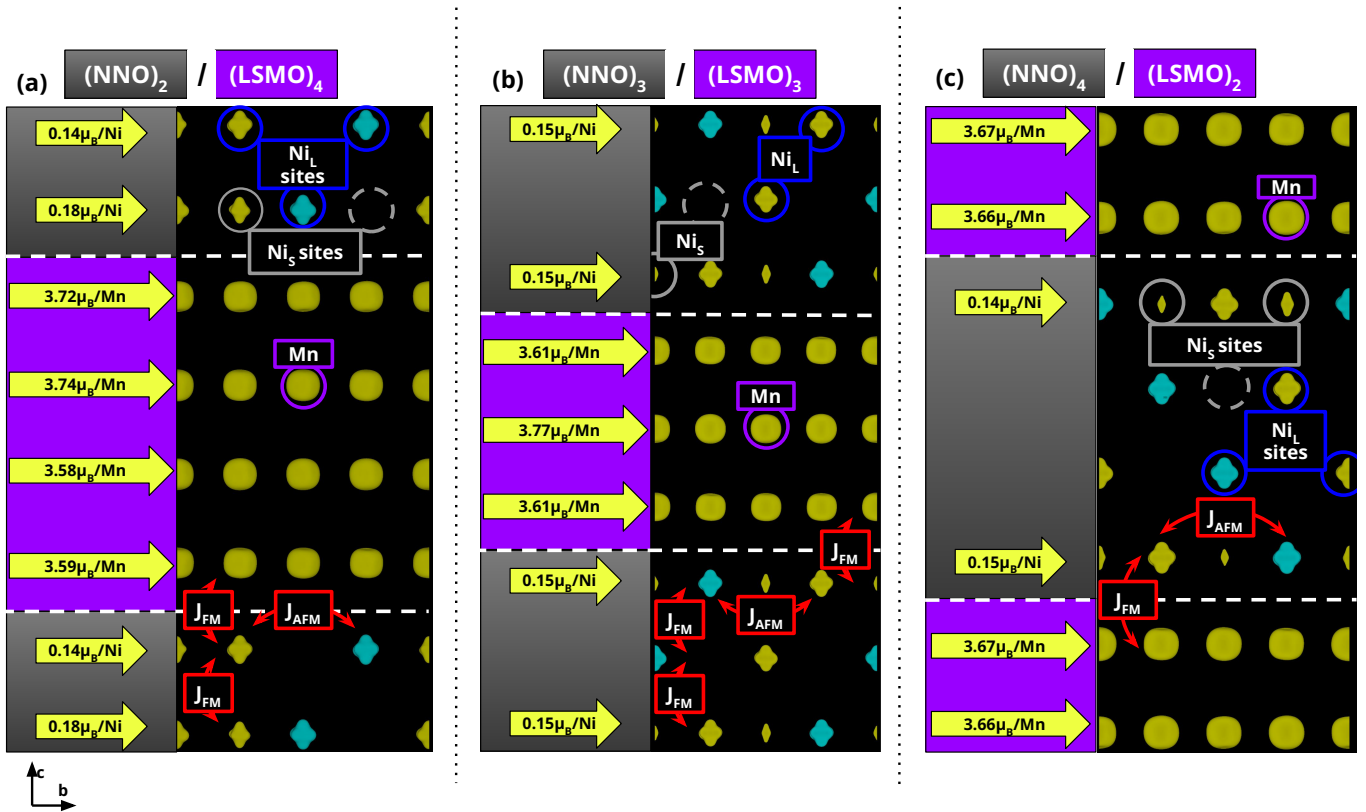 (a) (NNO)2 / (LSMO)4
0.14μB/Ni
NiL
sites
0.18μB/Ni
NiS sites
3.72μB/Mn
Mn
3.74μB/Mn
3.58μB/Mn
3.59μB/Mn
JFM
JAFM
0.14μB/Ni
JFM
0.18μB/Ni
c
b
(b) (NNO)3 / (LSMO)3
0.15μB/Ni
NiL
NiS
0.15μB/Ni
3.61μB/Mn
Mn
3.77μB/Mn
3.61μB/Mn
JFM
0.15μB/Ni
JFM
JAFM
JFM
0.15μB/Ni
(c) (NNO)4 / (LSMO)2
3.67μB/Mn
Mn
3.66μB/Mn
0.14μB/Ni
NiS sites
NiL
sites
JAFM
0.15μB/Ni
JFM
3.67μB/Mn
3.66μB/Mn